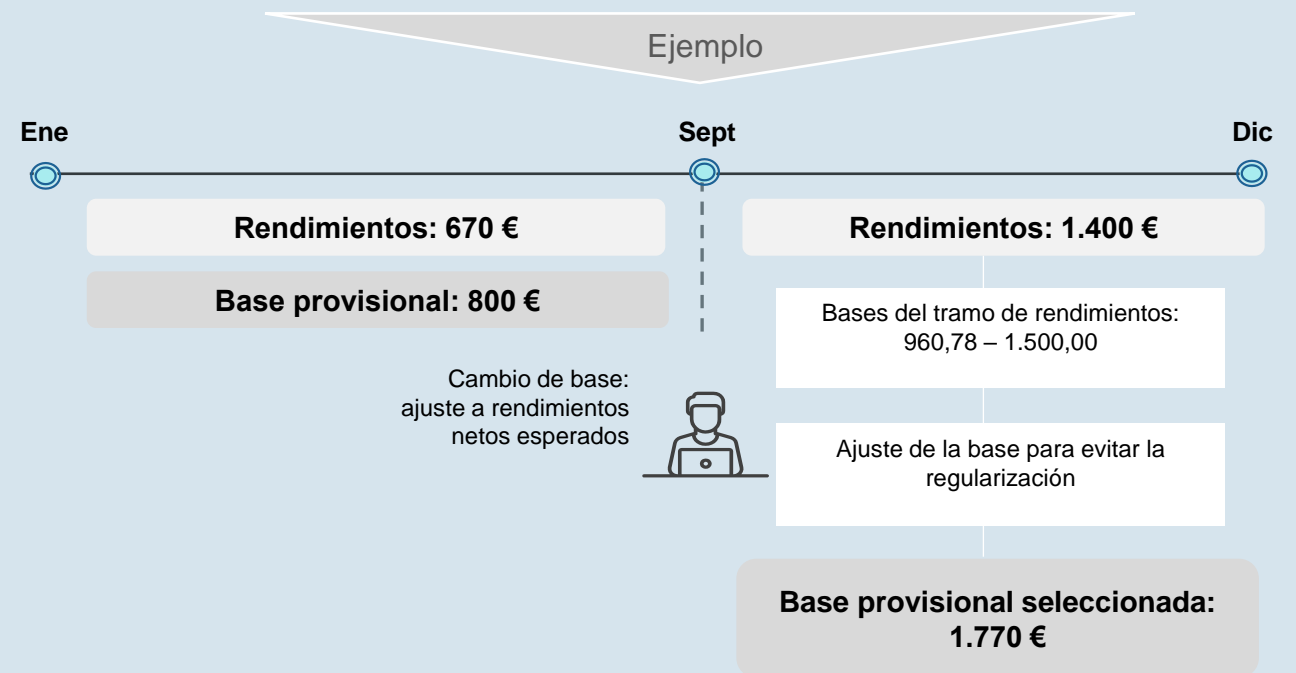 Ejemplo
Ene
Sept
Dic
Rendimientos: 670 €
Base provisional: 800 €
Cambio de base:
ajuste a rendimientos
netos esperados
Rendimientos: 1.400 €
Bases del tramo de rendimientos:
960,78 – 1.500,00
Ajuste de la base para evitar la
regularización
Base provisional seleccionada:
1.770 €